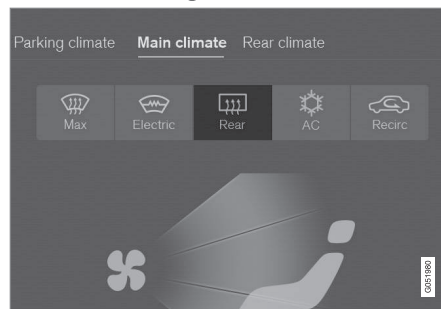 Parking climate Main climate Rear climate
Max Electric Rear AC Recirc
G051980